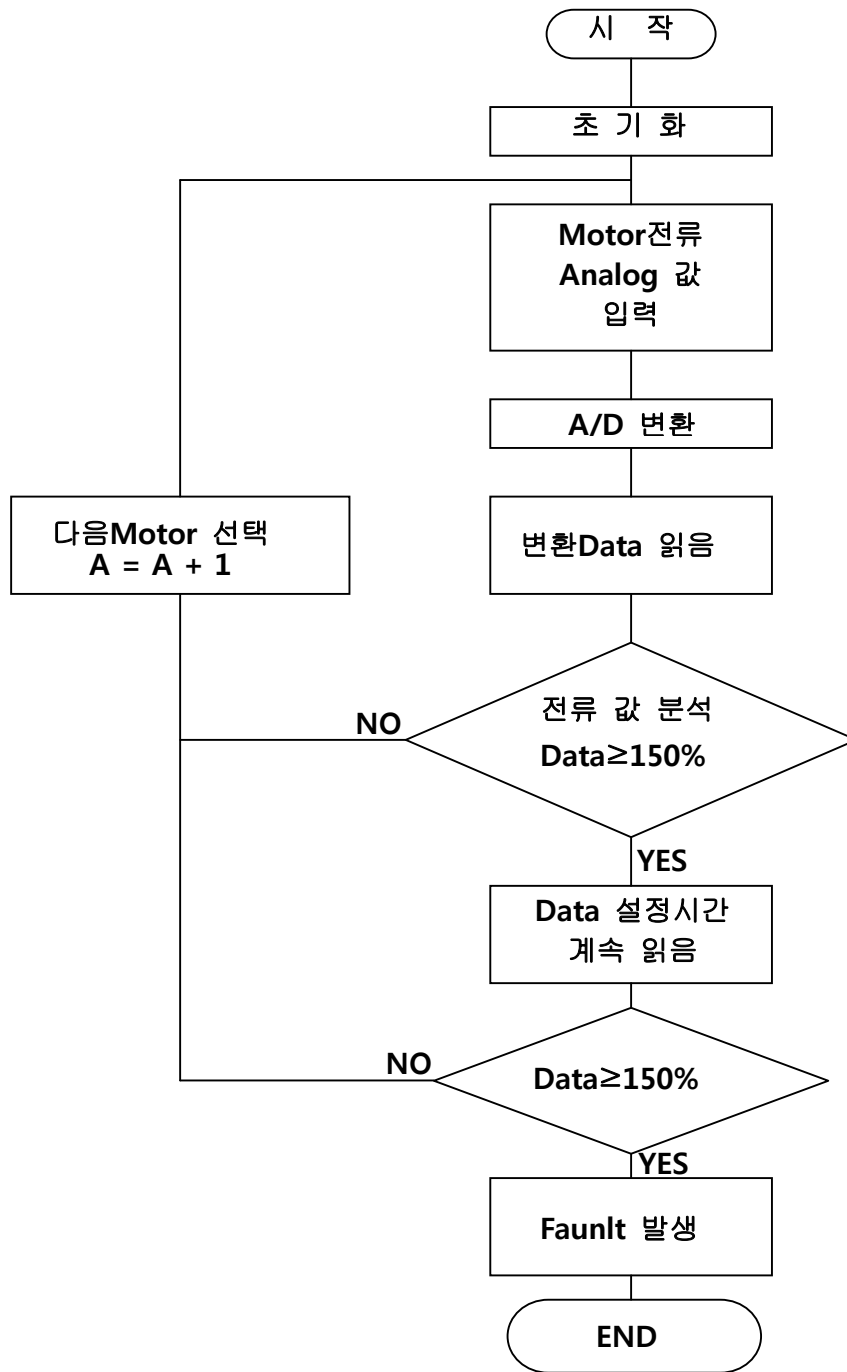 시 작
초 기 화
Motor전류
Analog 값
입력
A/D 변환
다음Motor 선택
A = A + 1
변환Data 읽음
전류 값 분석
Data≥150%
NO
YES
Data 설정시간
계속 읽음
Data≥150%
NO
YES
Faunlt 발생
END